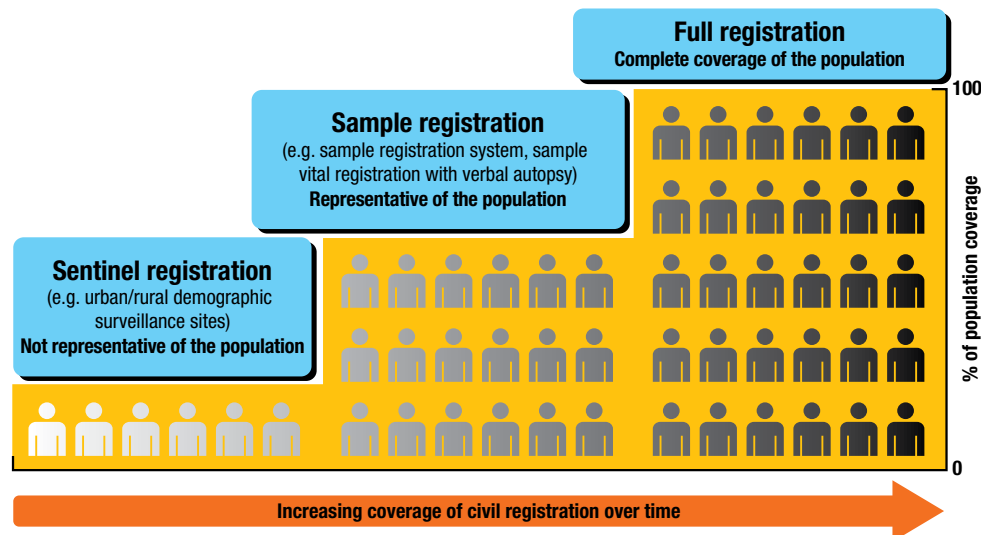 Full registration
Complete coverage of the population
100
Sample registration
(e.g. sample registration system, sample
vital registration with verbal autopsy)
Representative of the population
Sentinel registration
(e.g. urban/rural demographic
surveillance sites)
Not representative of the population
% of population coverage
0
Increasing coverage of civil registration over time